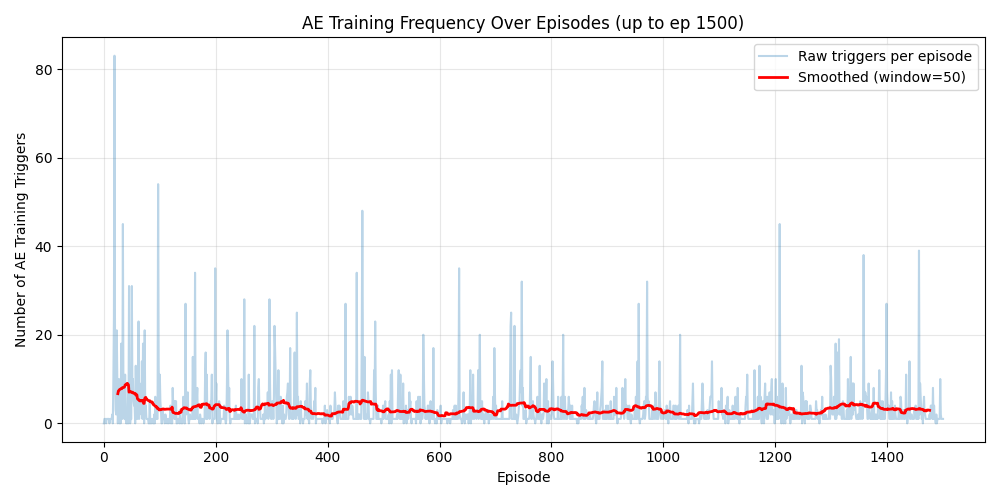 AE Training Frequency Over Episodes (up to ep 1500)
Raw triggers per episode
Smoothed (window=50)
Number of AE Training Triggers
80
60
40
20
0
0 200 400 600 800 1000 1200 1400
Episode